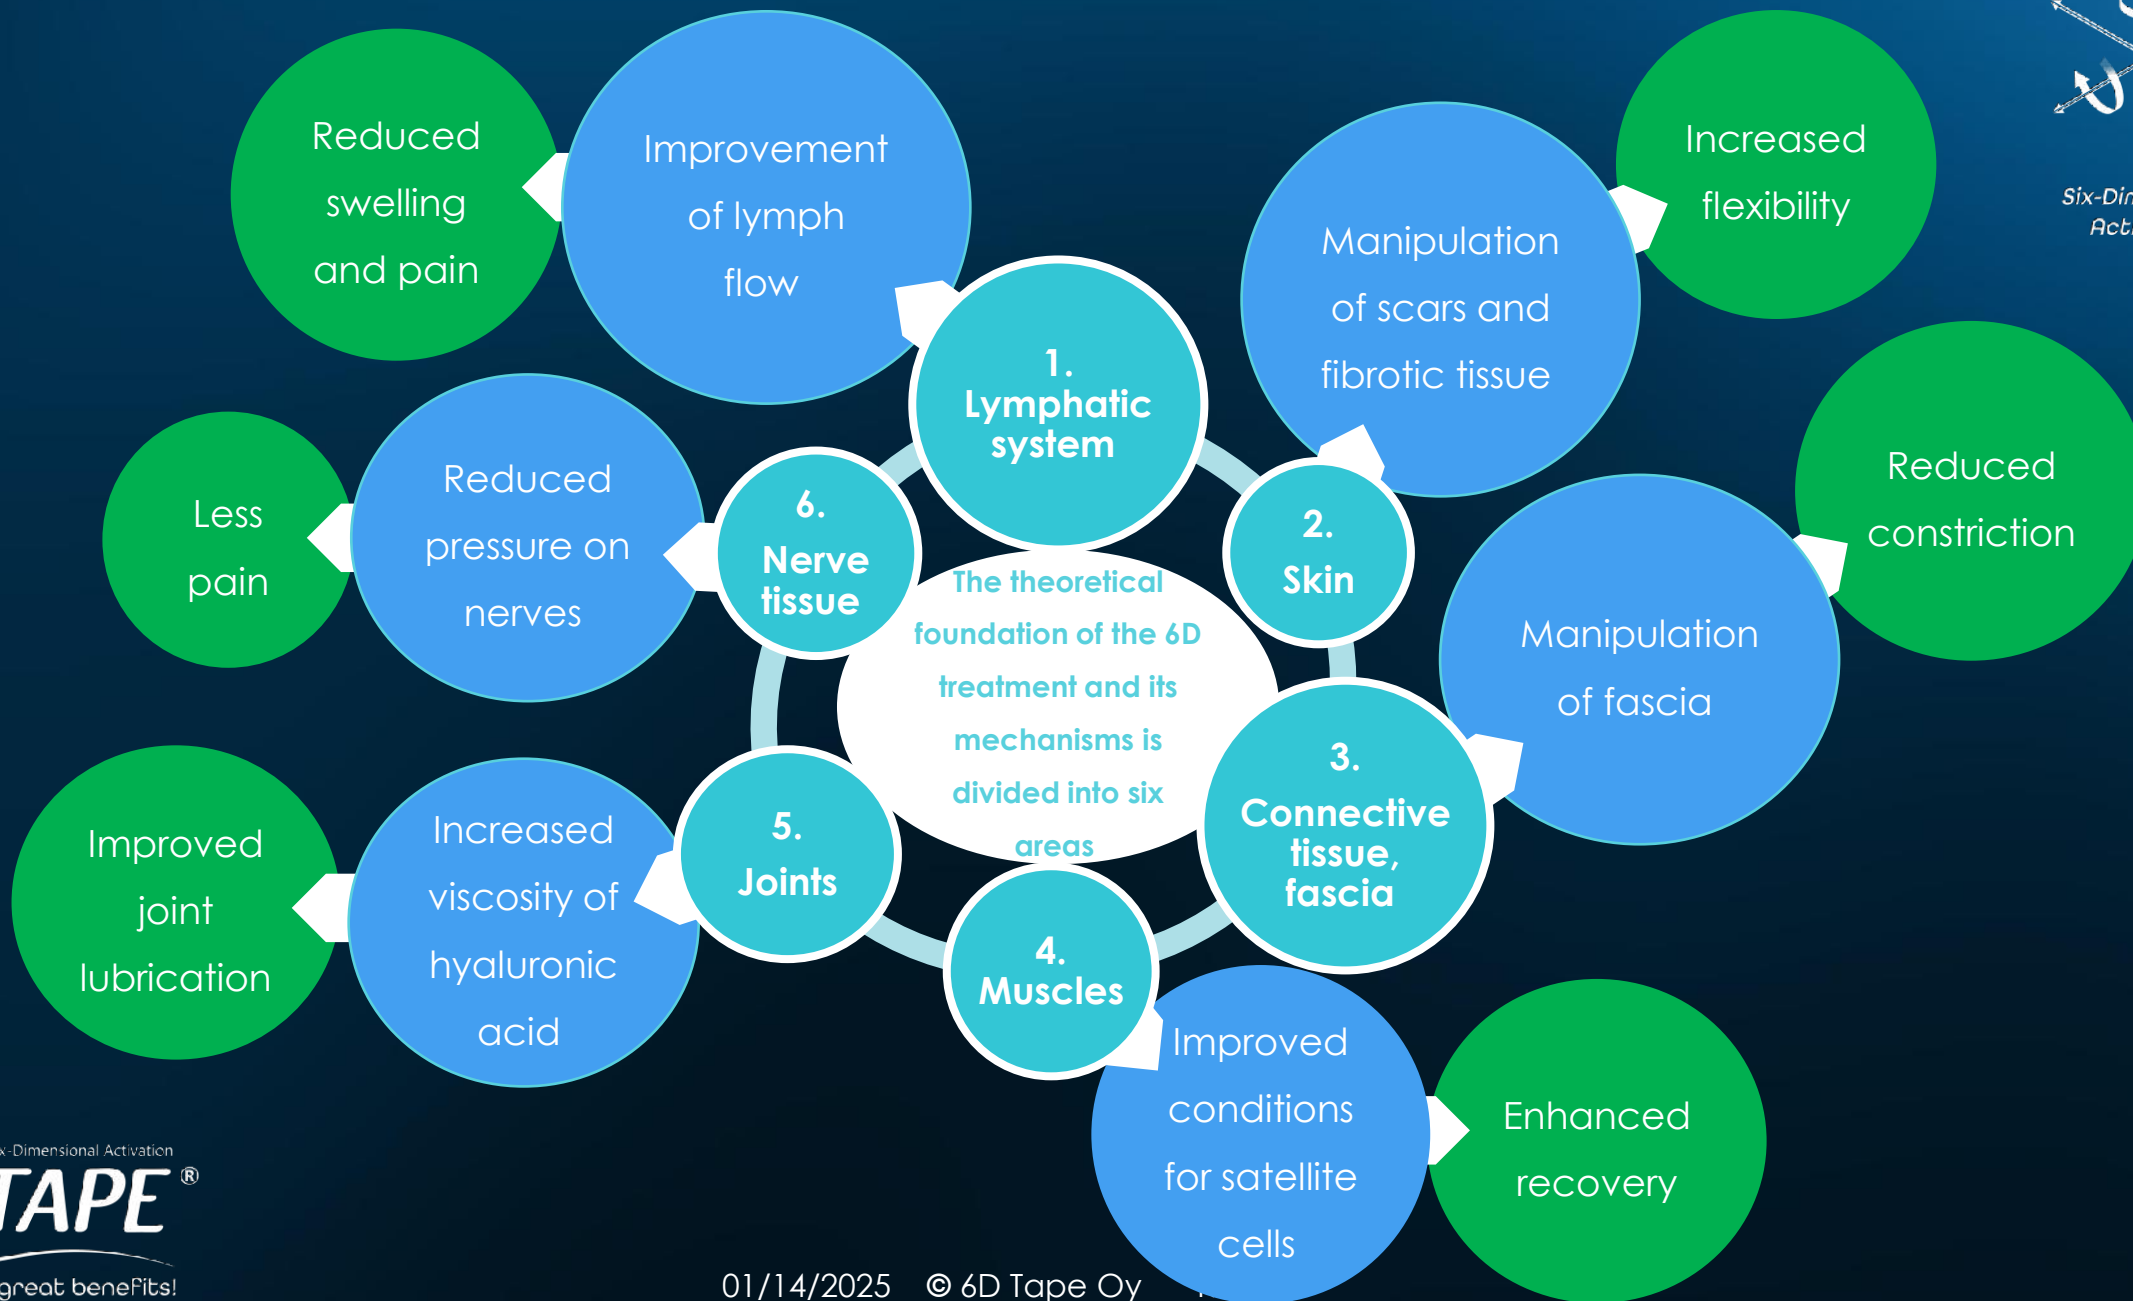 Reduced
swelling
and pain
Improvement
of lymph
flow
Manipulation
of scars and
fibrotic tissue
Increased
flexibility
1.
Lymphatic
system
Less
pain
Reduced
pressure on
nerves
6.
Nerve
tissue
2.
Skin
Manipulation
of fascia
Reduced
constriction
The theoretical
foundation of the 6D
treatment and its
mechanisms is
divided into six
areas
3.
Connective
tissue,
fascia
Improved
joint
lubrication
Increased
viscosity of
hyaluronic
acid
5.
Joints
4.
Muscles
Improved
conditions
for satellite
cells
Enhanced
recovery
-Dimensional Activation
TAPE®
great benefits!
01/14/2025 © 6D Tape Oy